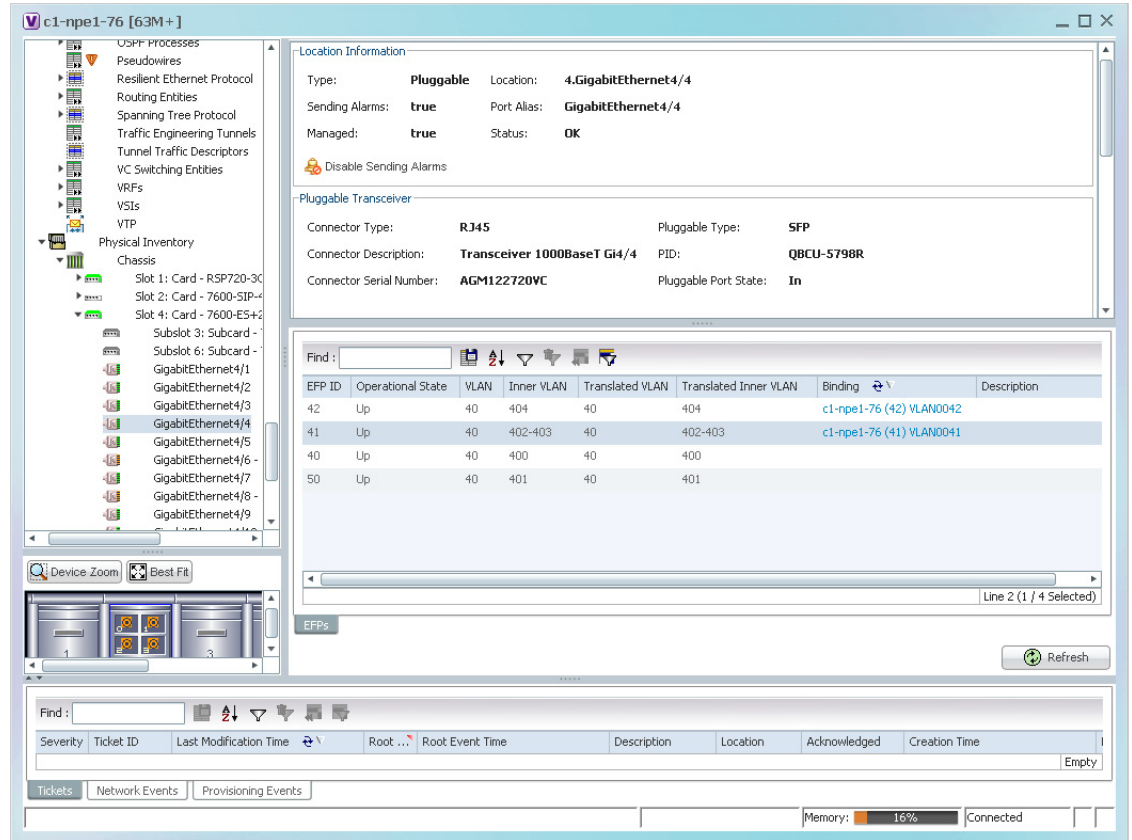 c1-npe1-76 [63M+]
OSPF Processes
Pseudowires
Resilient Ethernet Protocol
Routing Entities
Spanning Tree Protocol
Traffic Engineering Tunnels
Tunnel Traffic Descriptors
VC Switching Entities
VRFs
VSIs
VTP
Physical Inventory
Chassis
Slot 1: Card - RSP720-3C
Slot 2: Card - 7600-SIP-4
Slot 4: Card - 7600-ES+2
Subslot 3: Subcard -
Subslot 6: Subcard -
GigabitEthernet4/1
GigabitEthernet4/2
GigabitEthernet4/3
GigabitEthernet4/4
GigabitEthernet4/5
GigabitEthernet4/6 -
GigabitEthernet4/7
GigabitEthernet4/8 -
GigabitEthernet4/9
Device Zoom Best Fit
1 3
Location Information
Type: Pluggable Location: 4.GigabitEthernet4/4
Sending Alarms: true Port Alias: GigabitEthernet4/4
Managed: true Status: OK
Disable Sending Alarms
Pluggable Transceiver
Connector Type: RJ45 Pluggable Type: SFP
Connector Description: Transceiver 1000BaseT Gi4/4 PID: QBCU-5798R
Connector Serial Number: AGM122720VC Pluggable Port State: In
Find :
EFP ID Operational State VLAN Inner VLAN Translated VLAN Translated Inner VLAN Binding Description
42 Up 40 404 40 404 c1-npe1-76 (42) VLAN0042
41 Up 40 402-403 40 402-403 c1-npe1-76 (41) VLAN0041
40 Up 40 400 40 400
50 Up 40 401 40 401
Line 2 (1 / 4 Selected)
EFPs
Refresh
Find :
Severity Ticket ID Last Modification Time Root ... Root Event Time Description Location Acknowledged Creation Time
Empty
Tickets Network Events Provisioning Events
Memory: 16% Connected